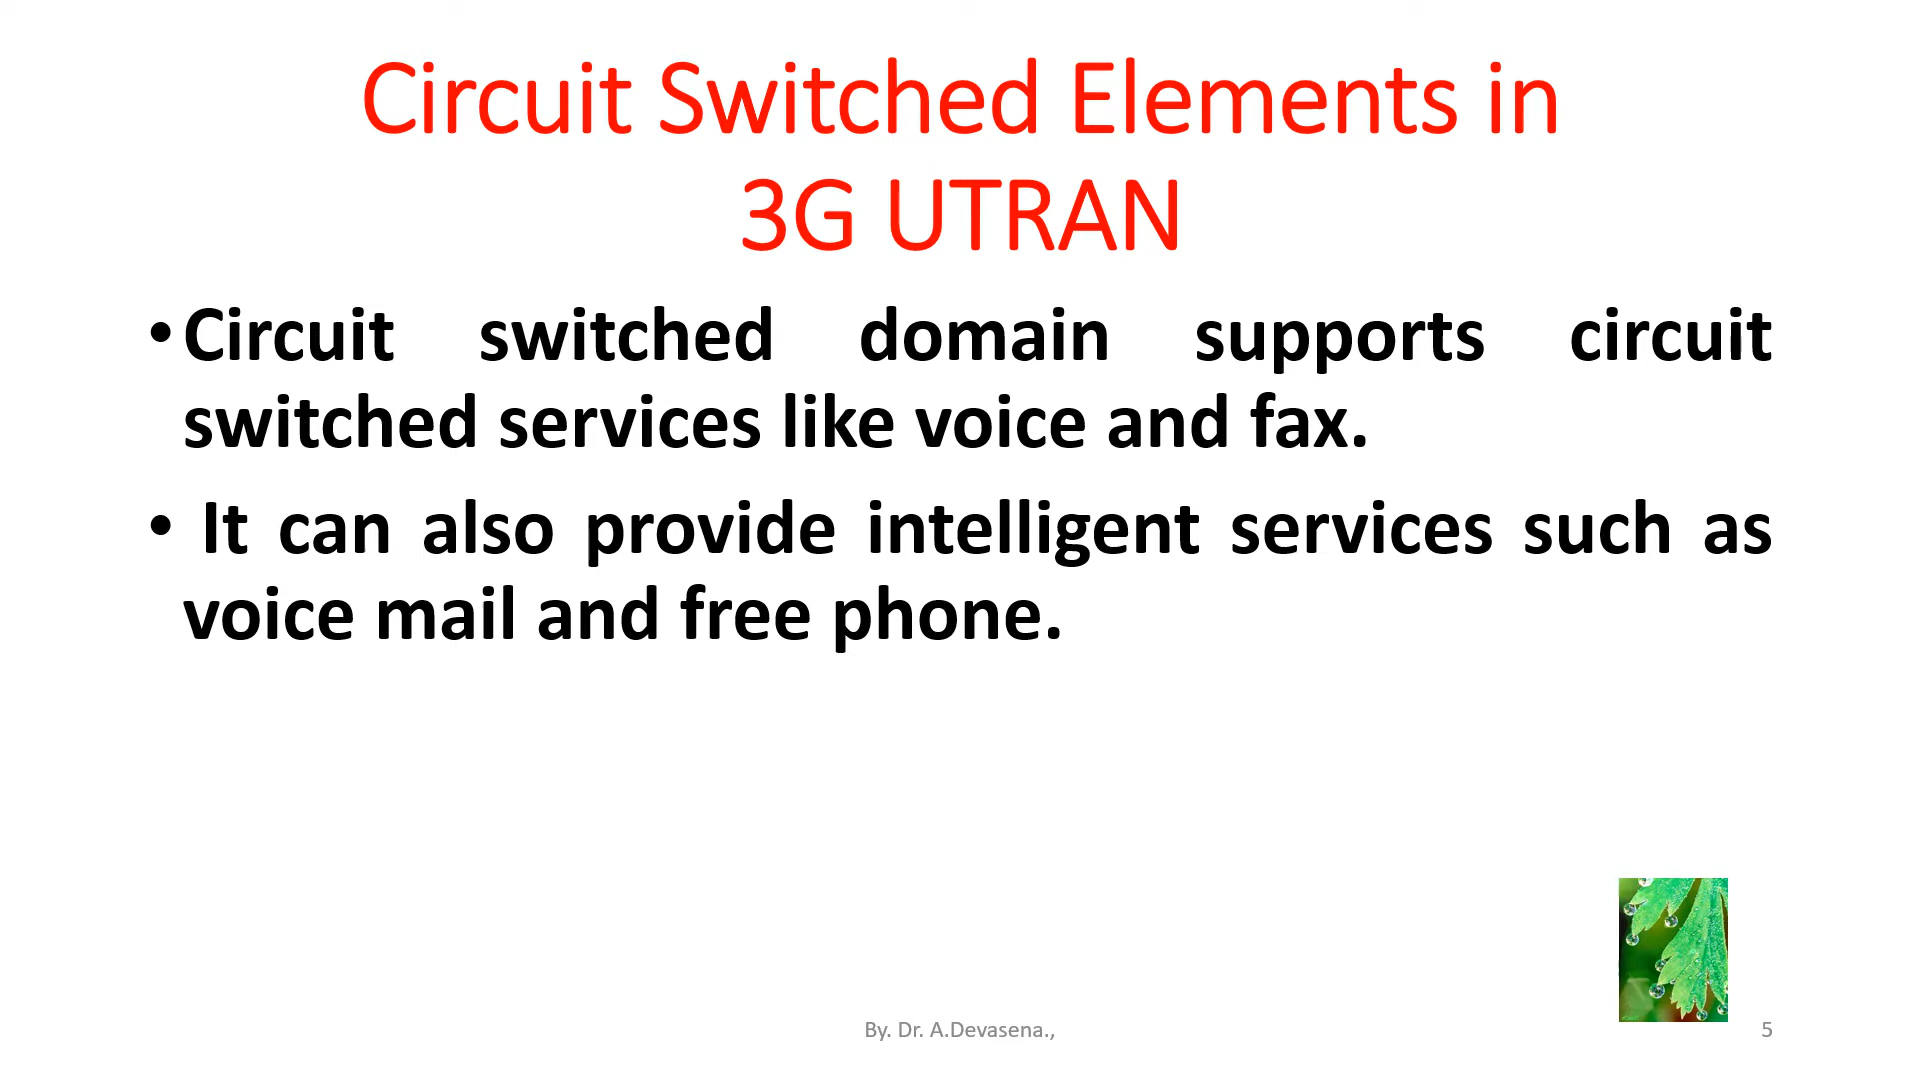 Circuit Switched Elements in
3G UTRAN
• Circuit switched domain supports circuit
switched services like voice and fax.
• It can also provide intelligent services such as
voice mail and free phone.
By. Dr. A.Devasena.,
5